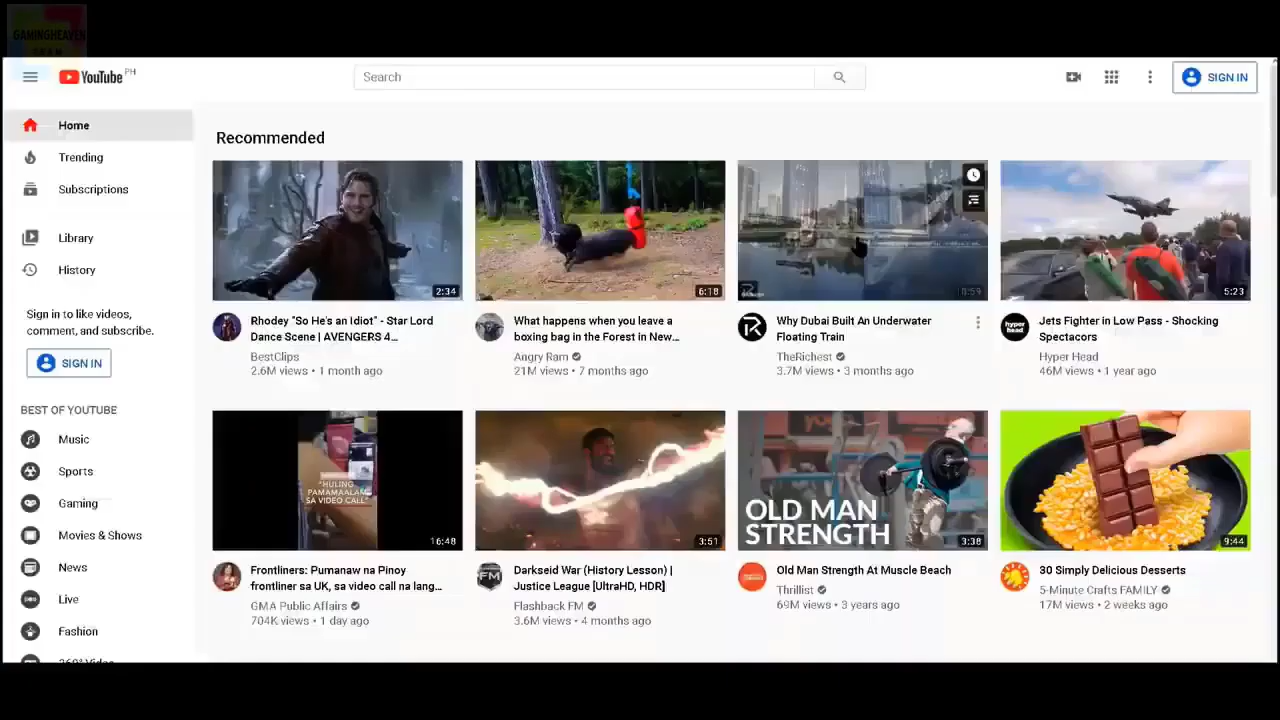 GAMINGHEAVEN
YouTube PH
Search
SIGN IN
Home
Trending
Subscriptions
Library
History
Sign in to like videos,
comment, and subscribe.
SIGN IN
BEST OF YOUTUBE
Music
Sports
Gaming
Movies & Shows
News
Live
Fashion
360° Video
Recommended
2:34
6:18
8:59
5:23
Rhodey "So He's an Idiot" - Star Lord
Dance Scene | AVENGERS 4...
BestClips
2.6M views • 1 month ago
What happens when you leave a
boxing bag in the Forest in New...
Angry Ram
21M views • 7 months ago
Why Dubai Built An Underwater
Floating Train
TheRichest
3.7M views • 3 months ago
hyper
head
Jets Fighter in Low Pass - Shocking
Spectacors
Hyper Head
46M views • 1 year ago
"HULING
PAMAMAALAM
SA VIDEO CALL"
16:48
3:51
OLD MAN
STRENGTH
3:38
9:44
Frontliners: Pumanaw na Pinoy
frontliner sa UK, sa video call na lang...
GMA Public Affairs
704K views • 1 day ago
FM
Darkseid War (History Lesson) |
Justice League [UltraHD, HDR]
Flashback FM
3.6M views • 4 months ago
Old Man Strength At Muscle Beach
Thrillist
69M views • 3 years ago
30 Simply Delicious Desserts
5-Minute Crafts FAMILY
17M views • 2 weeks ago